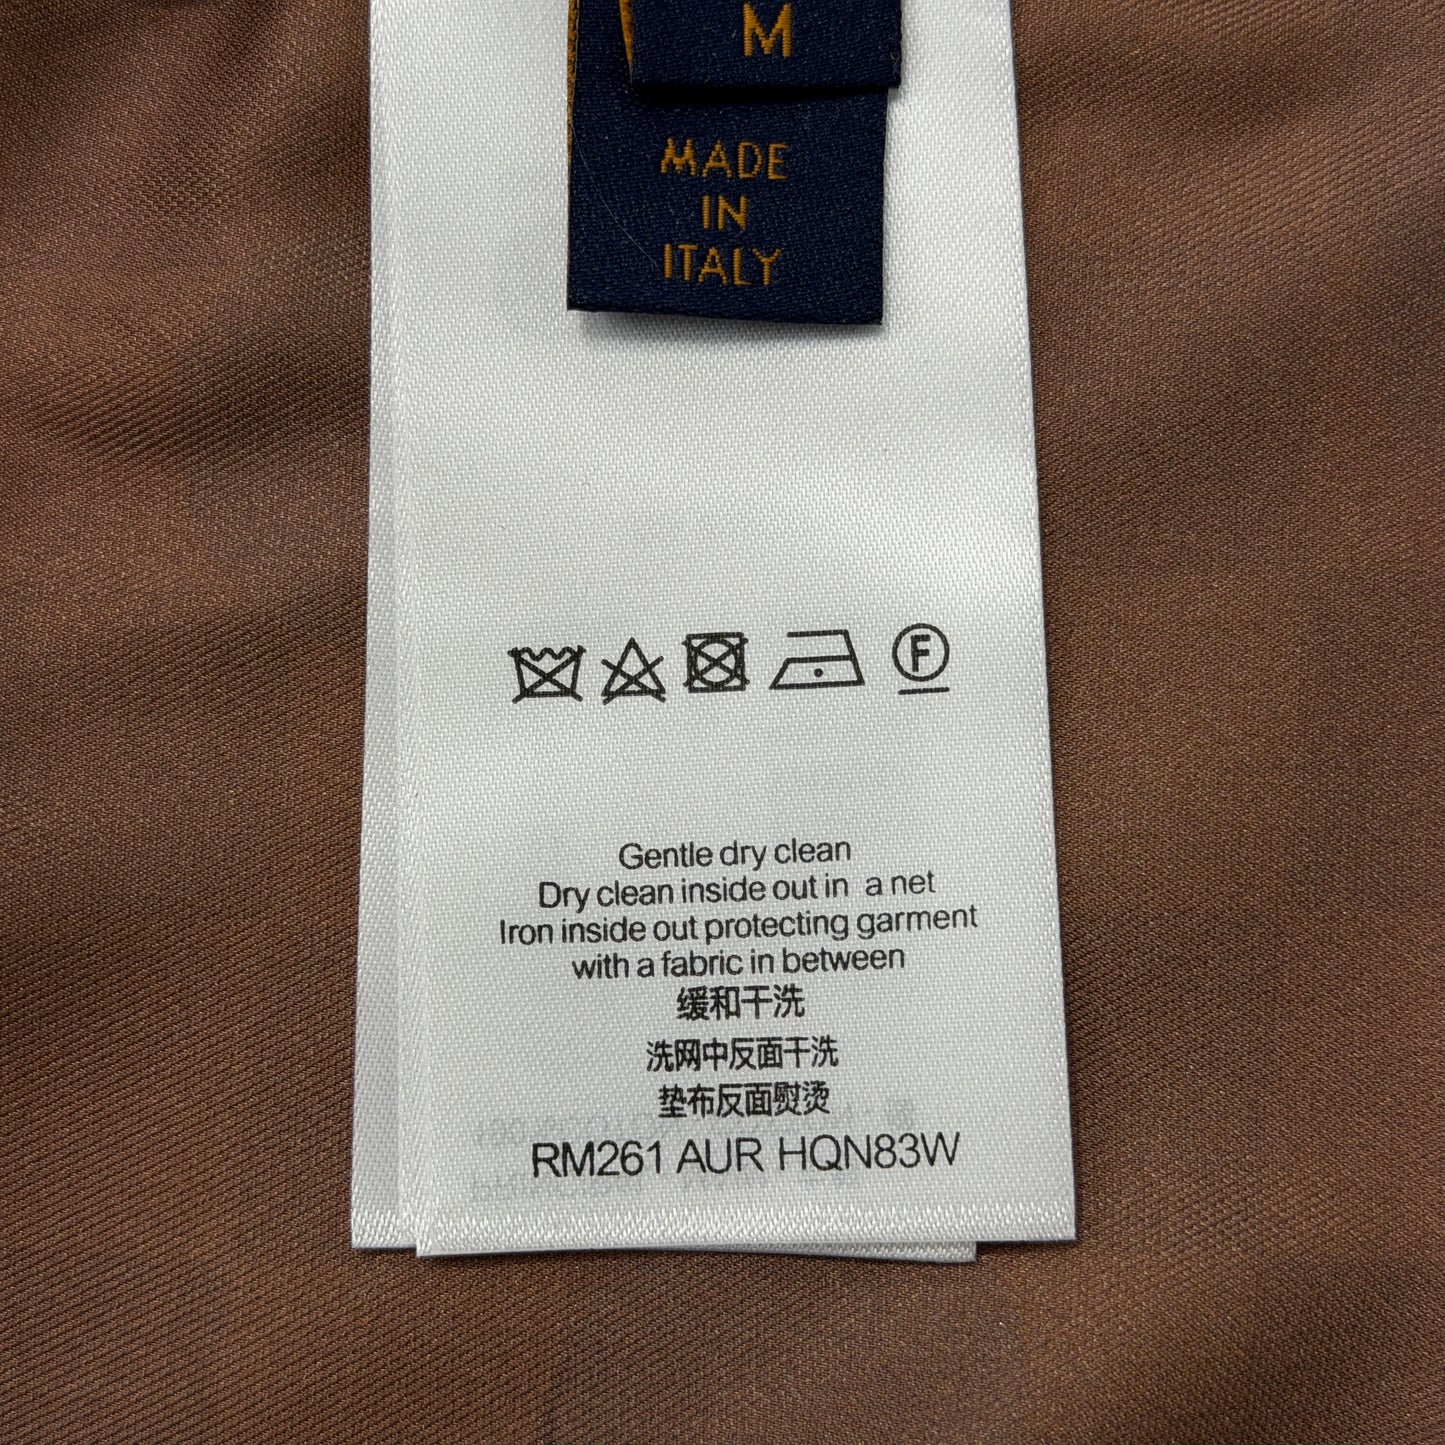 M
MADE
IN
ITALY
F
Gentle dry clean
Dry clean inside out in a net
Iron inside out protecting garment
with a fabric in between
缓和干洗
洗网中反面干洗
垫布反面熨烫
RM261 AUR HQN83W